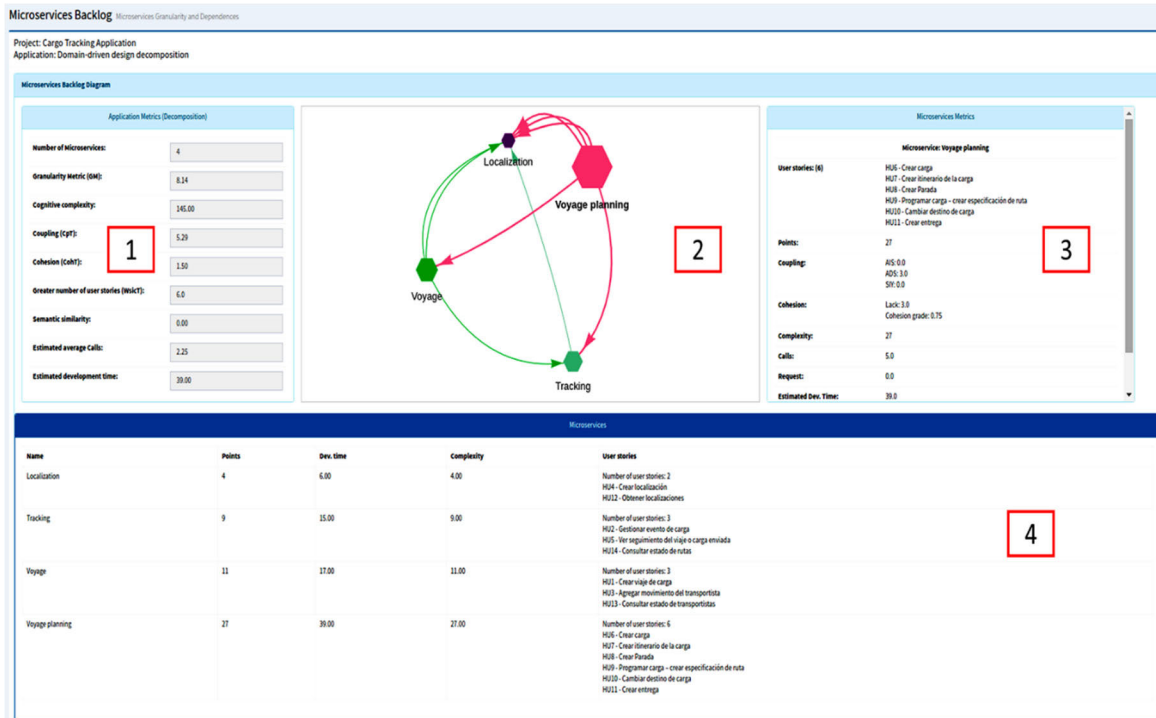 Microservices Backlog Microservices Granularity and Dependences
Project: Cargo Tracking Application
Application: Domain-driven design decomposition
Microservices Backlog Diagram
Application Metrics (Decomposition)
Number of Microservices: 4
Granularity Metric (GM): 8.14
Cognitive complexity: 145.00
Coupling (CpT): 5.29
Cohesion (CohT): 1.50
Greater number of user stories (WsicT): 6.0
Semantic similarity: 0.00
Estimated average Calls: 2.25
Estimated development time: 39.00
1
Localization
Voyage planning
Voyage
Tracking
2
Microservices Metrics
Microservice: Voyage planning
User stories: (6) HU6 - Crear carga
HU7 - Crear itinerario de la carga
HU8 - Crear Parada
HU9 - Programar carga – crear especificación de ruta
HU10 - Cambiar destino de carga
HU11 - Crear entrega
Points: 27
Coupling: AIS: 0.0
ADS: 3.0
SIY: 0.0
Cohesion: Lack: 3.0
Cohesion grade: 0.75
Complexity: 27
Calls: 5.0
Request: 0.0
Estimated Dev. Time: 39.0
3
Microservices
Name Points Dev. time Complexity User stories
Localization 4 6.00 4.00 Number of user stories: 2
HU4 - Crear localización
HU12 - Obtener localizaciones
Tracking 9 15.00 9.00 Number of user stories: 3
HU2 - Gestionar evento de carga
HU5 - Ver seguimiento del viaje o carga enviada
HU14 - Consultar estado de rutas
4
Voyage 11 17.00 11.00 Number of user stories: 3
HU1 - Crear viaje de carga
HU3 - Agregar movimiento del transportista
HU13 - Consultar estado de transportistas
Voyage planning 27 39.00 27.00 Number of user stories: 6
HU6 - Crear carga
HU7 - Crear itinerario de la carga
HU8 - Crear Parada
HU9 - Programar carga – crear especificación de ruta
HU10 - Cambiar destino de carga
HU11 - Crear entrega